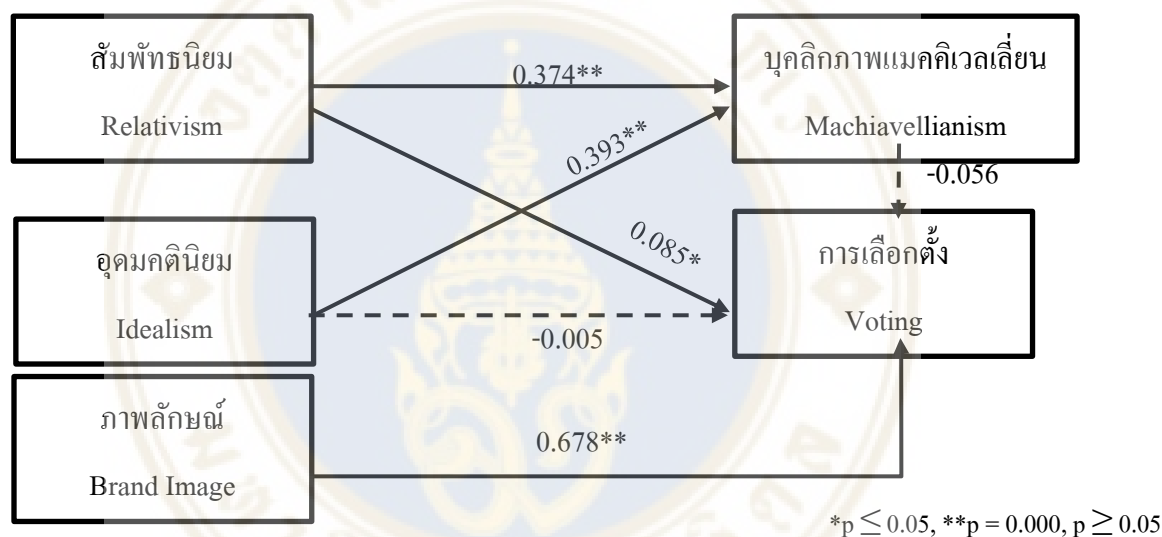 สัมพัทธนิยม
Relativism
0.374**
บุคลิกภาพแมคคิเวลเลี่ยน
Machiavellianism
0.393**
-0.056
0.085*
อุดมคตินิยม
Idealism
-0.005
การเลือกตั้ง
Voting
ภาพลักษณ์
Brand Image
0.678**
*p ≤ 0.05, **p = 0.000, p ≥ 0.05